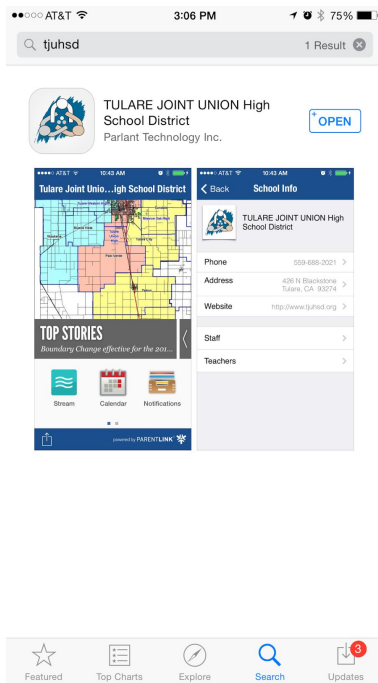 AT&T 3:06 PM 75%
tjuhsd 1 Result
TULARE JOINT UNION High
School District
Parlant Technology Inc.
+ OPEN
AT&T 10:43 AM
Tulare Joint Unio...igh School District
TOP STORIES
Boundary Change effective for the 201...
Stream Calendar Notifications
powered by PARENTLINK
AT&T 10:43 AM
Back School Info
TULARE JOINT UNION High
School District
Phone 559-688-2021
Address 426 N Blackstone
Tulare, CA 93274
Website http://www.tjuhsd.org
Staff
Teachers
Featured Top Charts Explore Search Updates
3